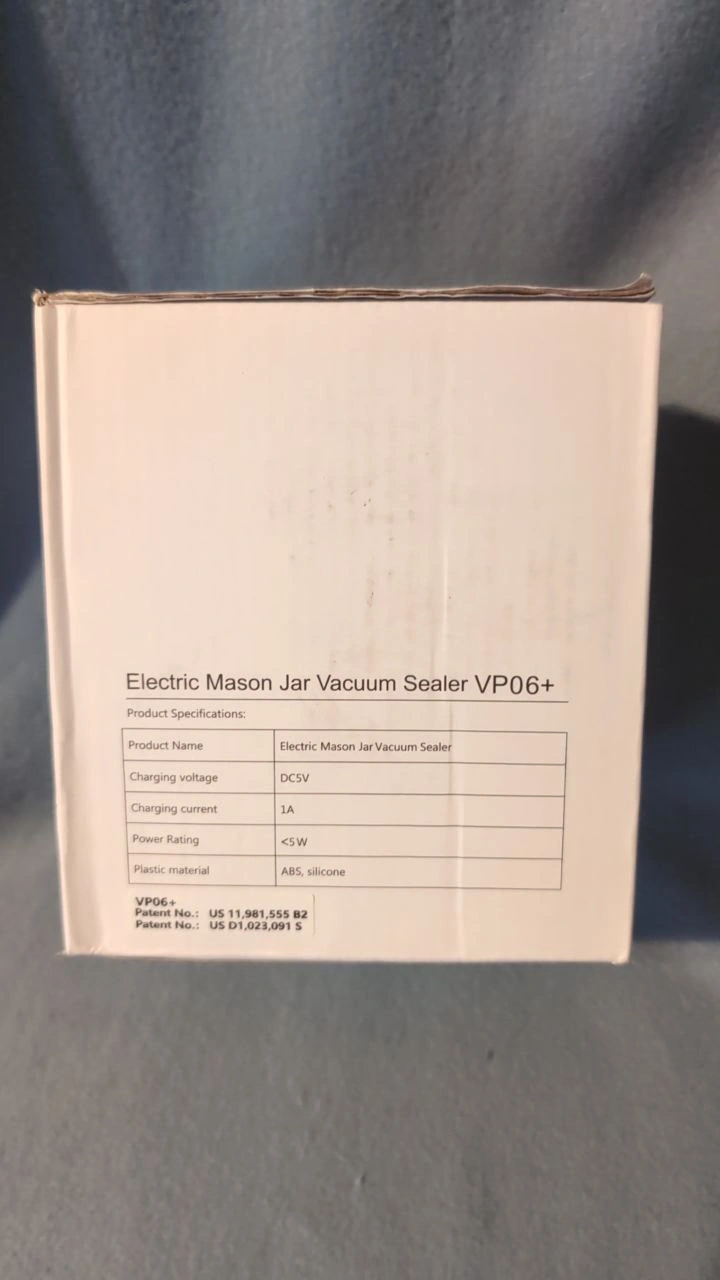 Electric Mason Jar Vacuum Sealer VP06+
Product Specifications:
Product Name Electric Mason Jar Vacuum Sealer
Charging voltage DC5V
Charging current 1A
Power Rating <5W
Plastic material ABS, silicone
VP06+
Patent No.: US 11,981,555 B2
Patent No.: US D1,023,091 S